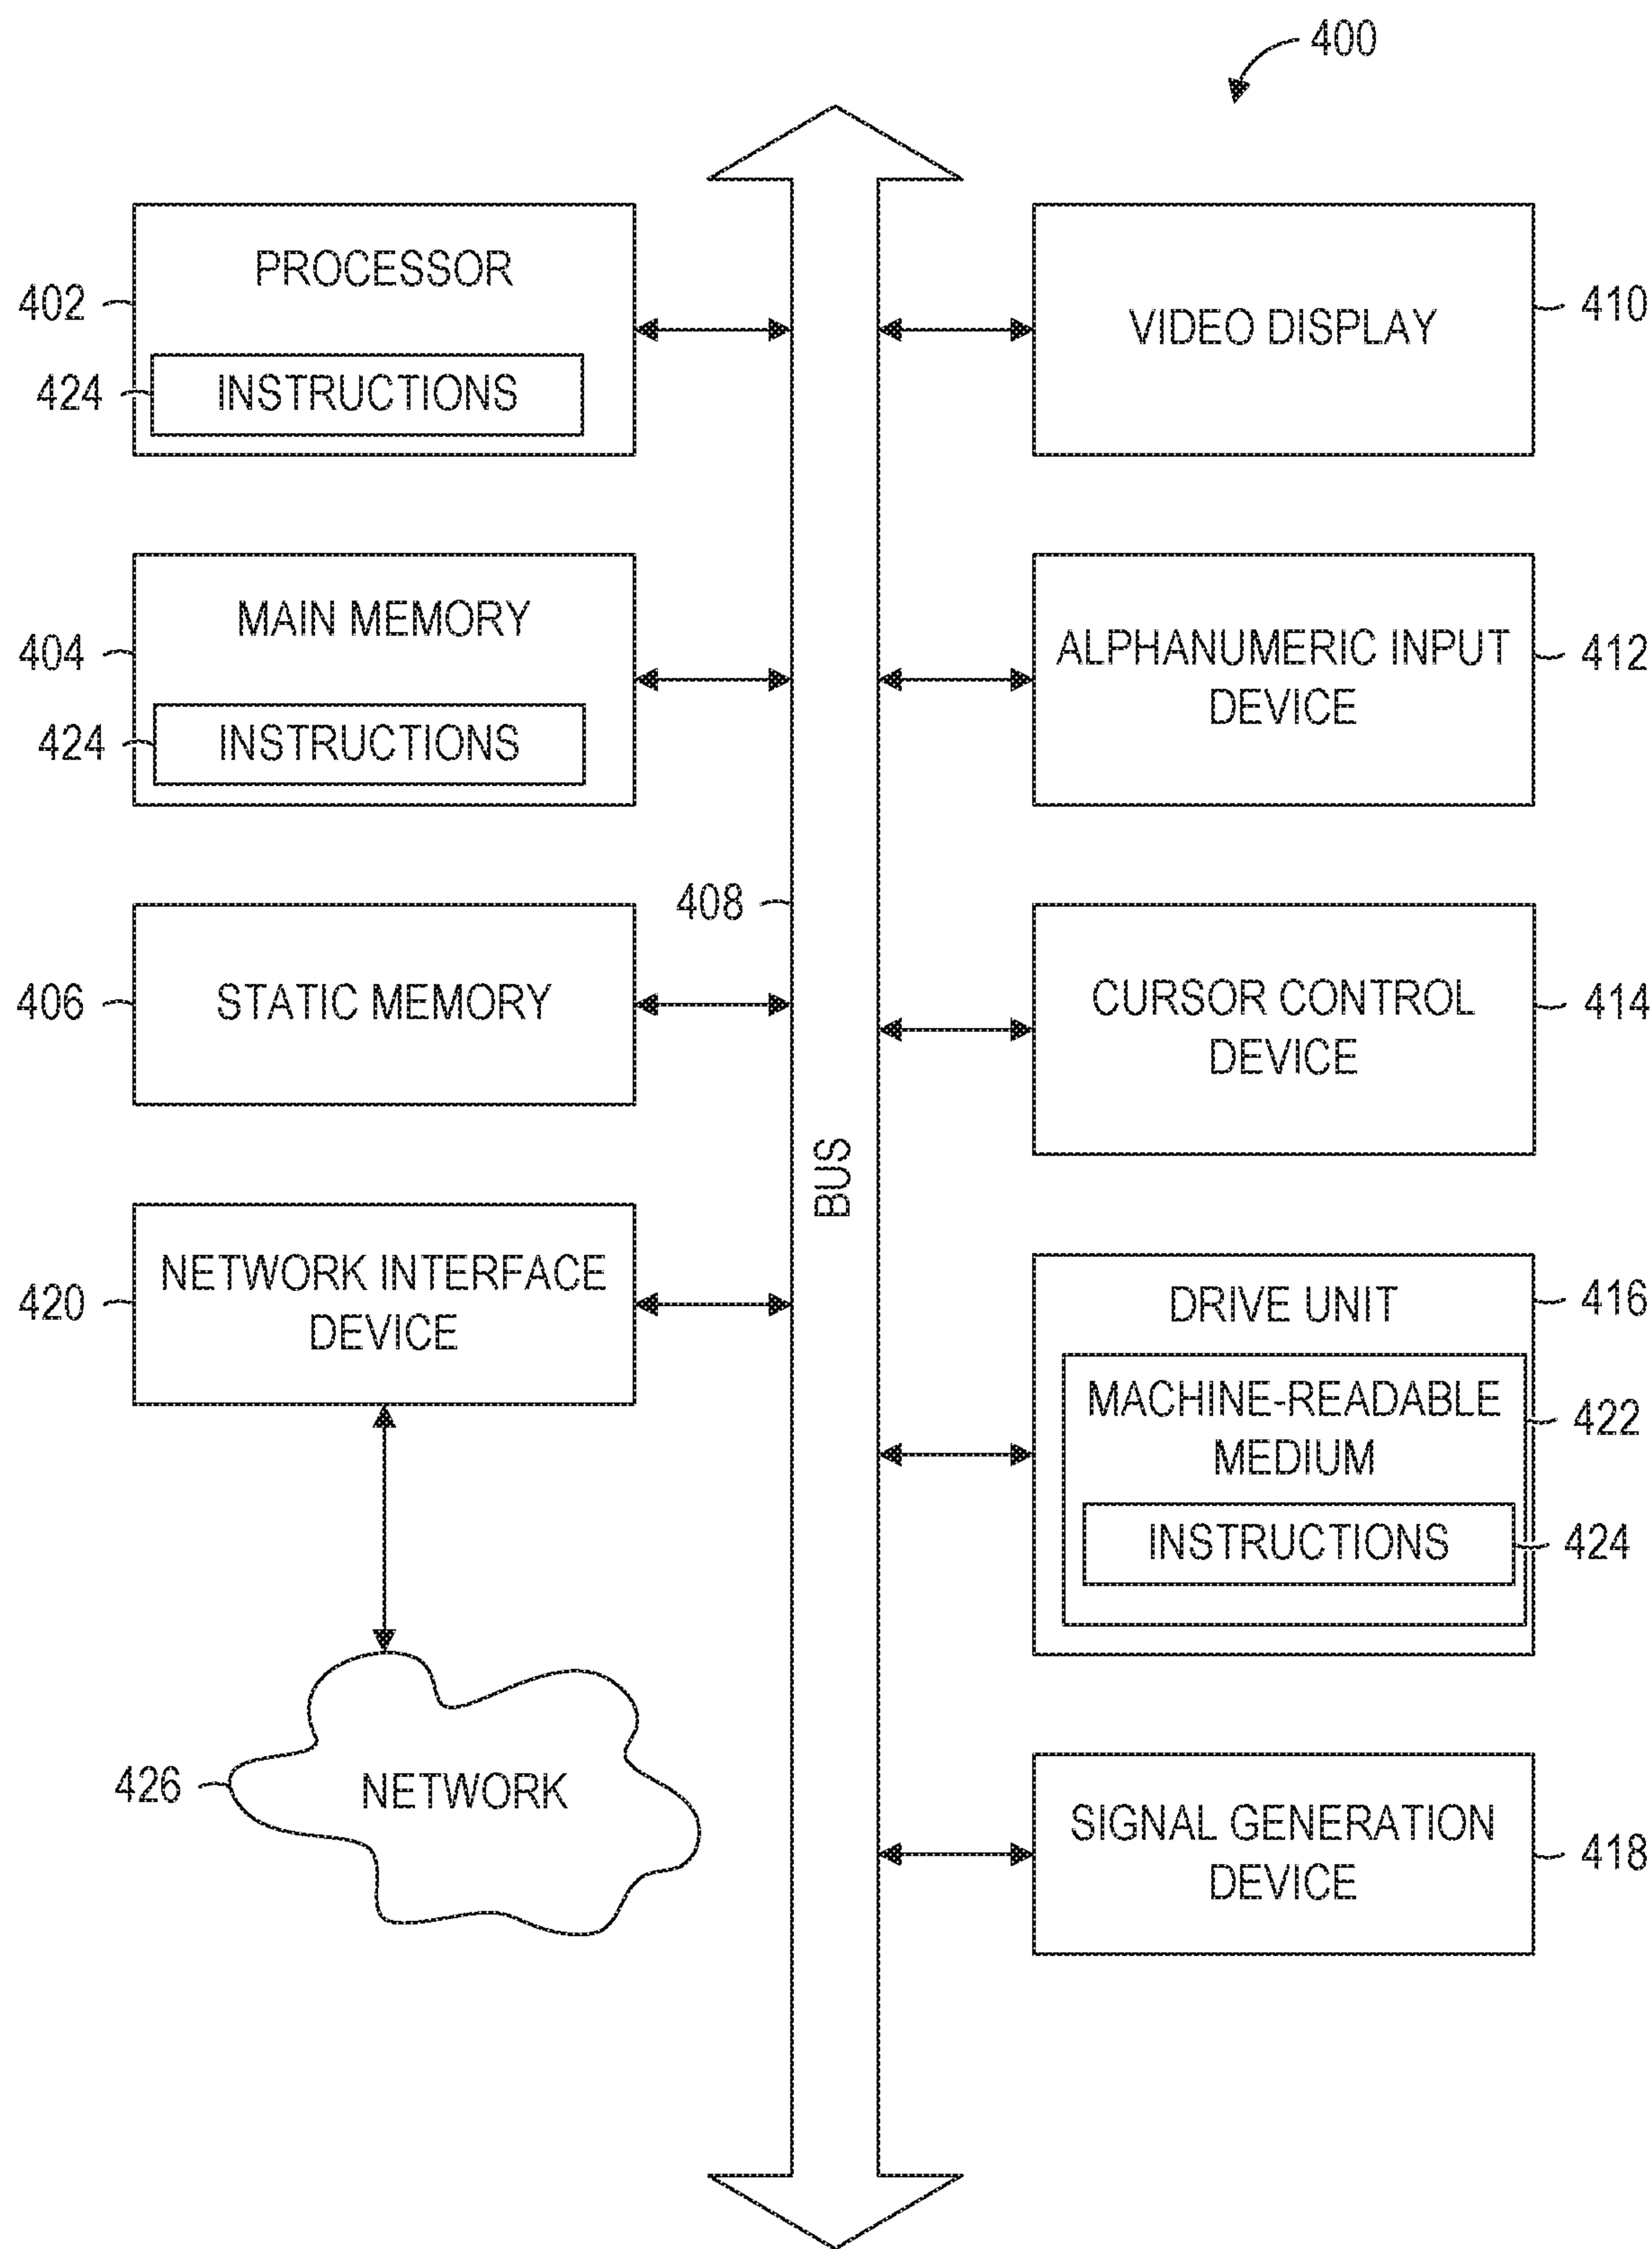 400
PROCESSOR
402
424
INSTRUCTIONS
MAIN MEMORY
404
424
INSTRUCTIONS
408
406
STATIC MEMORY
BUS
NETWORK INTERFACE
DEVICE
420
426
NETWORK
VIDEO DISPLAY
410
ALPHANUMERIC INPUT
DEVICE
412
CURSOR CONTROL
DEVICE
414
DRIVE UNIT
416
MACHINE-READABLE
MEDIUM
422
INSTRUCTIONS
424
SIGNAL GENERATION
DEVICE
418